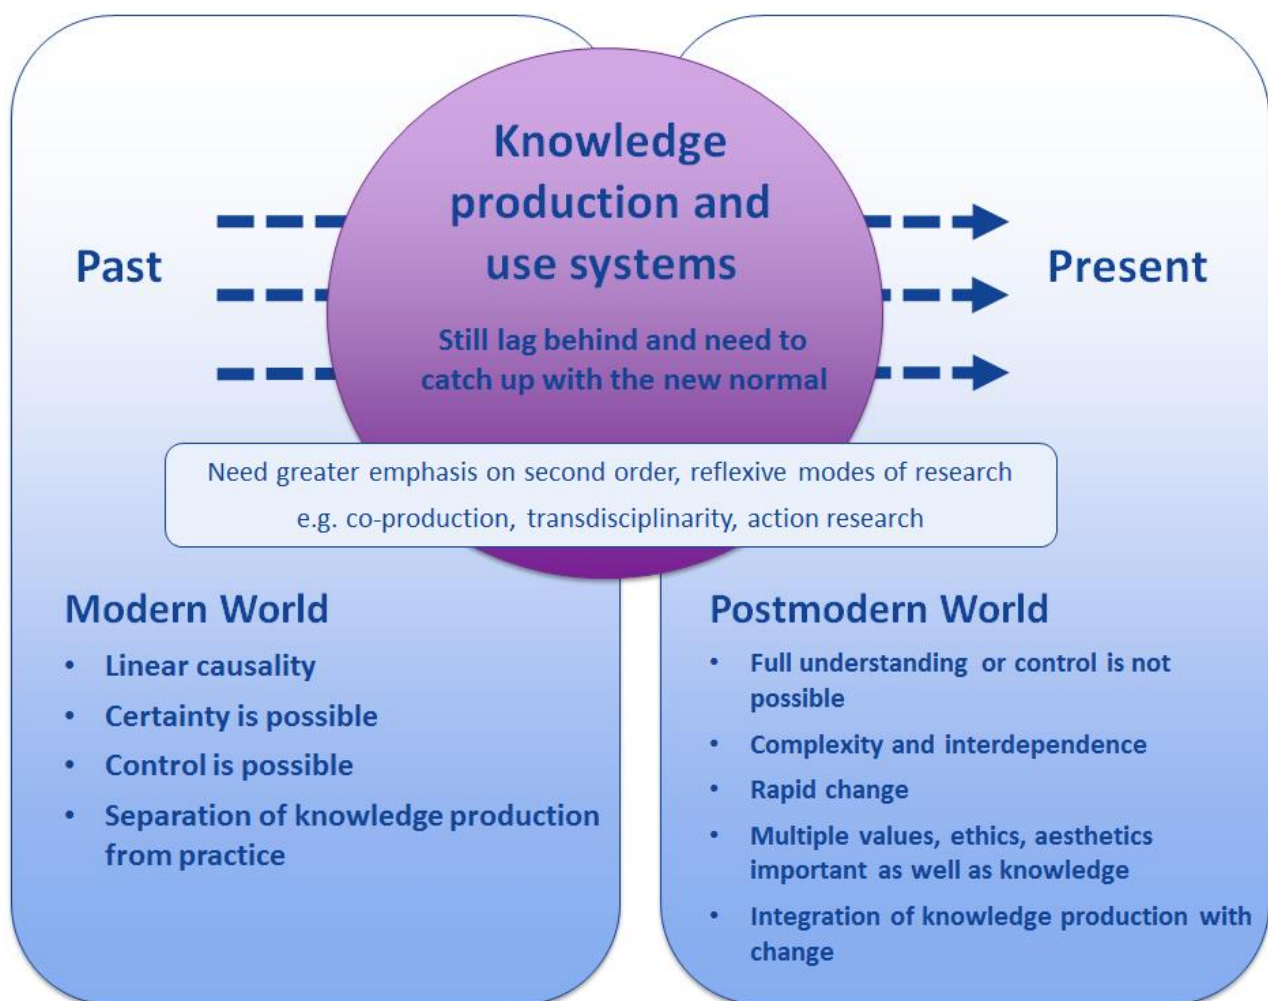 Knowledge
production and
use systems
Past
Present
Still lag behind and need to
catch up with the new normal
Need greater emphasis on second order, reflexive modes of research
e.g. co-production, transdisciplinarity, action research
Modern World
• Linear causality
• Certainty is possible
• Control is possible
• Separation of knowledge production
from practice
Postmodern World
• Full understanding or control is not
possible
• Complexity and interdependence
• Rapid change
• Multiple values, ethics, aesthetics
important as well as knowledge
• Integration of knowledge production with
change